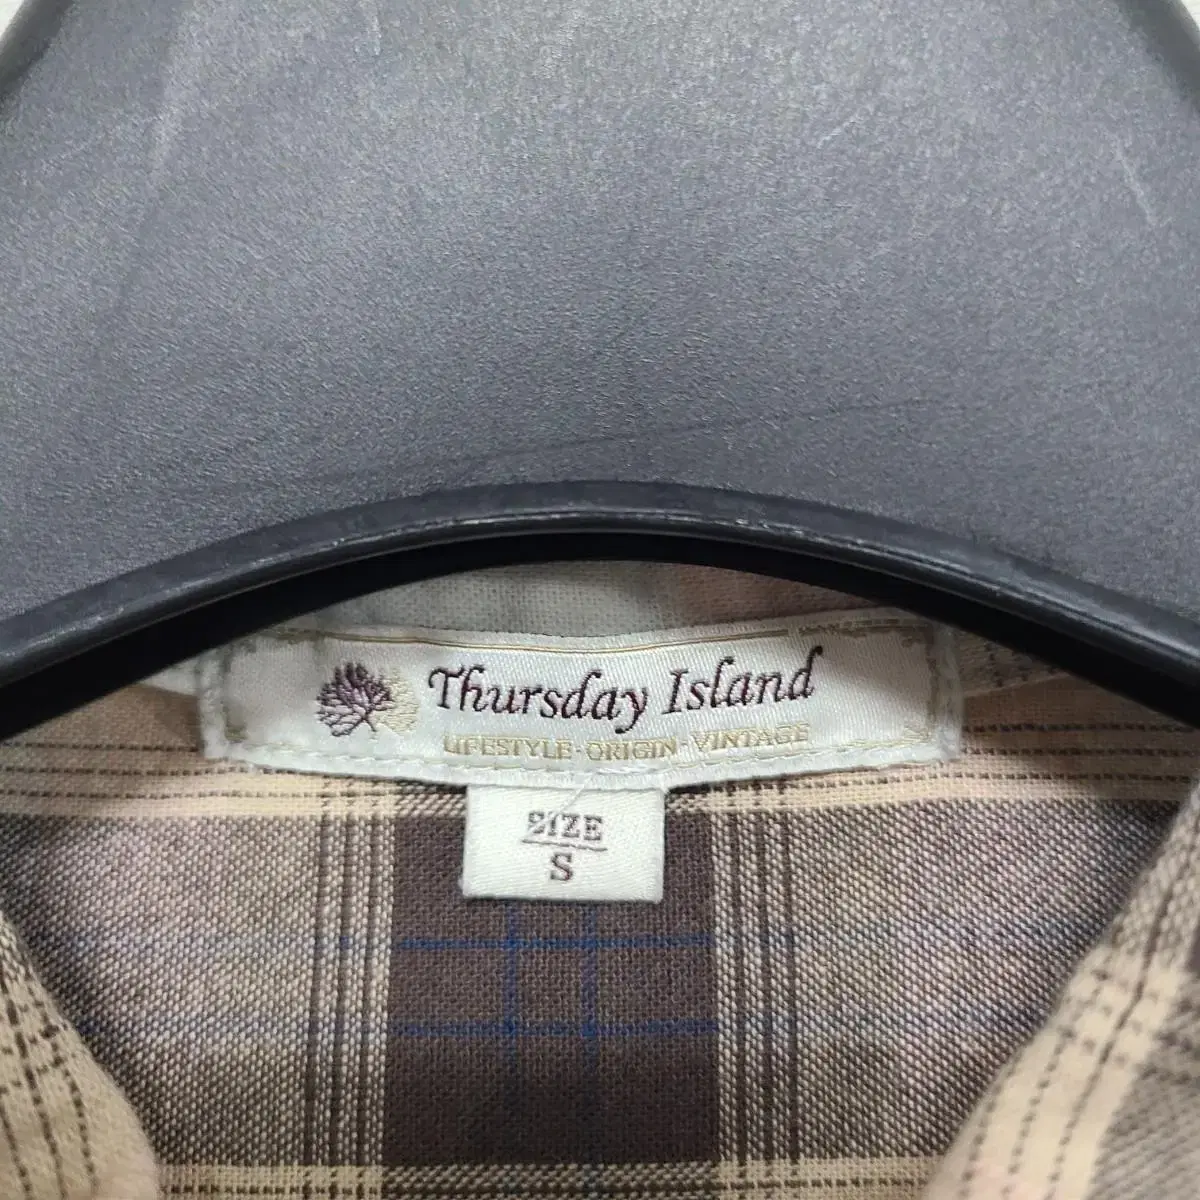 Thursday Island
LIFESTYLE·ORIGIN·VINTAGE
SIZE
S